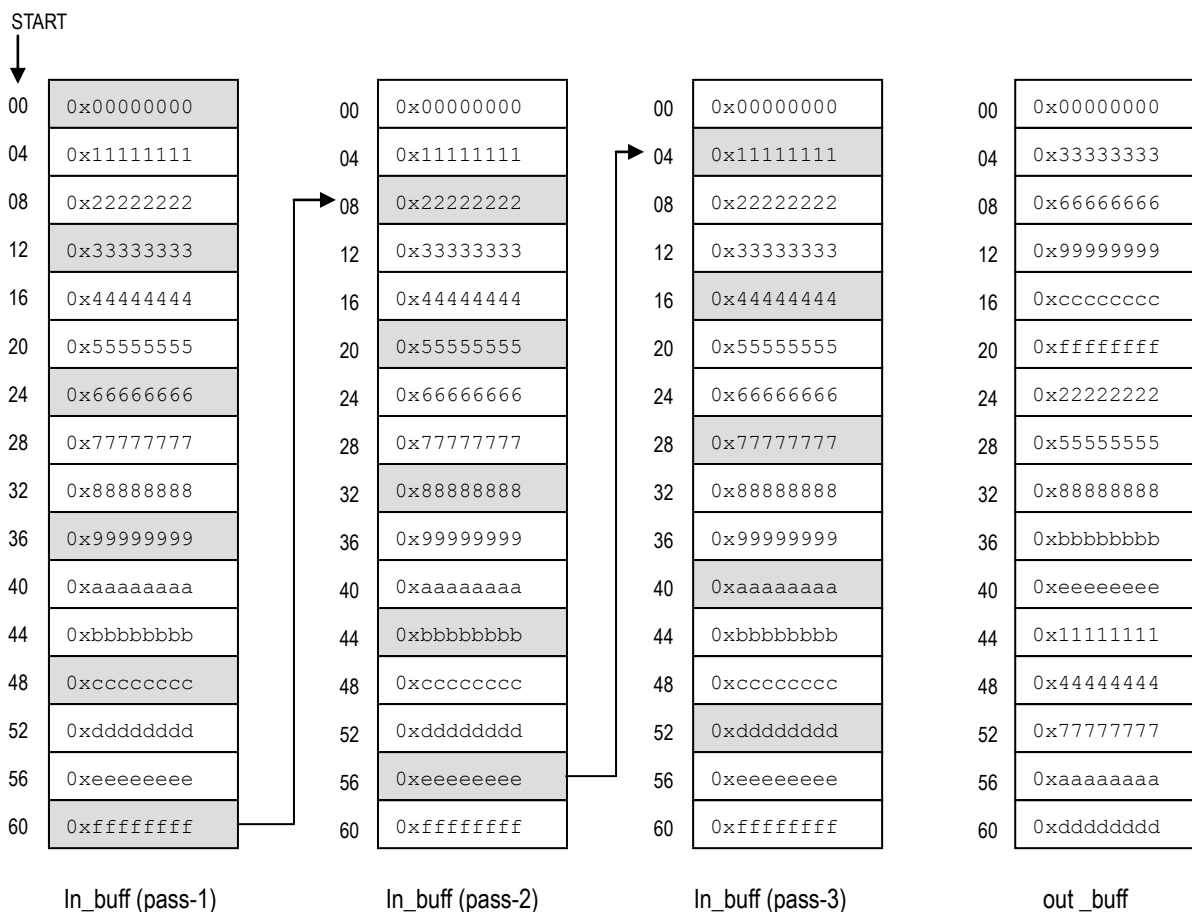 START
00 0x00000000 00 0x00000000 00 0x00000000 00 0x00000000
04 0x11111111 04 0x11111111 04 0x11111111 04 0x33333333
08 0x22222222 08 0x22222222 08 0x22222222 08 0x66666666
12 0x33333333 12 0x33333333 12 0x33333333 12 0x99999999
16 0x44444444 16 0x44444444 16 0x44444444 16 0xcccccccc
20 0x55555555 20 0x55555555 20 0x55555555 20 0xffffffff
24 0x66666666 24 0x66666666 24 0x66666666 24 0x22222222
28 0x77777777 28 0x77777777 28 0x77777777 28 0x55555555
32 0x88888888 32 0x88888888 32 0x88888888 32 0x88888888
36 0x99999999 36 0x99999999 36 0x99999999 36 0xbbbbbbbb
40 0xaaaaaaaa 40 0xaaaaaaaa 40 0xaaaaaaaa 40 0xeeeeeeee
44 0xbbbbbbbb 44 0xbbbbbbbb 44 0xbbbbbbbb 44 0x11111111
48 0xcccccccc 48 0xcccccccc 48 0xcccccccc 48 0x44444444
52 0xdddddddd 52 0xdddddddd 52 0xdddddddd 52 0x77777777
56 0xeeeeeeee 56 0xeeeeeeee 56 0xeeeeeeee 56 0xaaaaaaaa
60 0xffffffff 60 0xffffffff 60 0xffffffff 60 0xdddddddd
In_buff (pass-1) In_buff (pass-2) In_buff (pass-3) out _buff